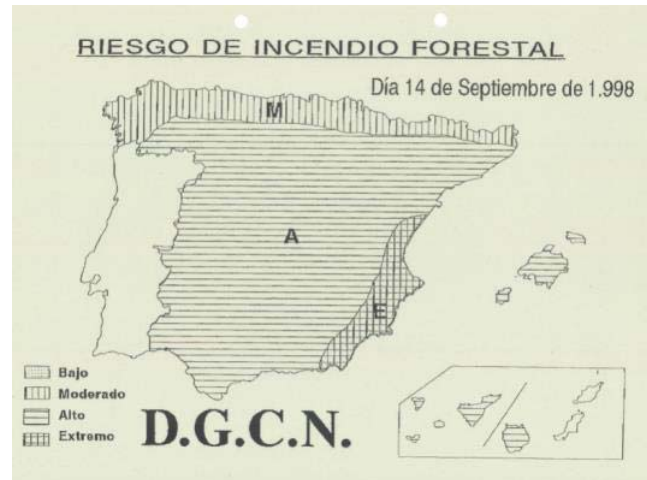 RIESGO DE INCENDIO FORESTAL
Día 14 de Septiembre de 1.998
M
A
E
Bajo
Moderado
Alto
Extremo
D.G.C.N.